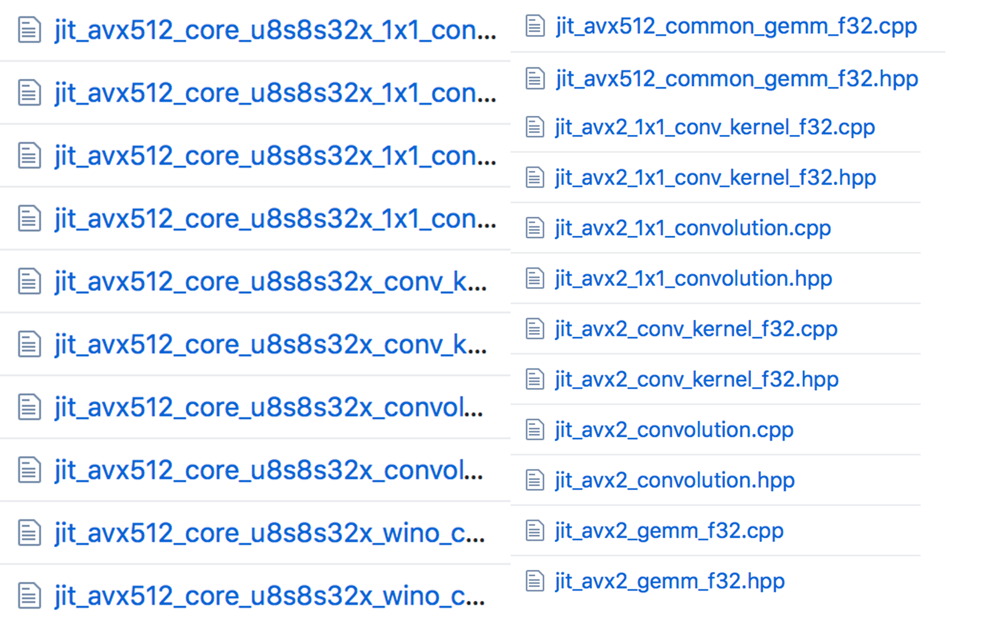 jit_avx512_core_u8s8s32x_1x1_con...
jit_avx512_core_u8s8s32x_1x1_con...
jit_avx512_core_u8s8s32x_1x1_con...
jit_avx512_core_u8s8s32x_1x1_con...
jit_avx512_core_u8s8s32x_conv_k...
jit_avx512_core_u8s8s32x_conv_k...
jit_avx512_core_u8s8s32x_convol...
jit_avx512_core_u8s8s32x_convol...
jit_avx512_core_u8s8s32x_wino_c...
jit_avx512_core_u8s8s32x_wino_c...
jit_avx512_common_gemm_f32.cpp
jit_avx512_common_gemm_f32.hpp
jit_avx2_1x1_conv_kernel_f32.cpp
jit_avx2_1x1_conv_kernel_f32.hpp
jit_avx2_1x1_convolution.cpp
jit_avx2_1x1_convolution.hpp
jit_avx2_conv_kernel_f32.cpp
jit_avx2_conv_kernel_f32.hpp
jit_avx2_convolution.cpp
jit_avx2_convolution.hpp
jit_avx2_gemm_f32.cpp
jit_avx2_gemm_f32.hpp